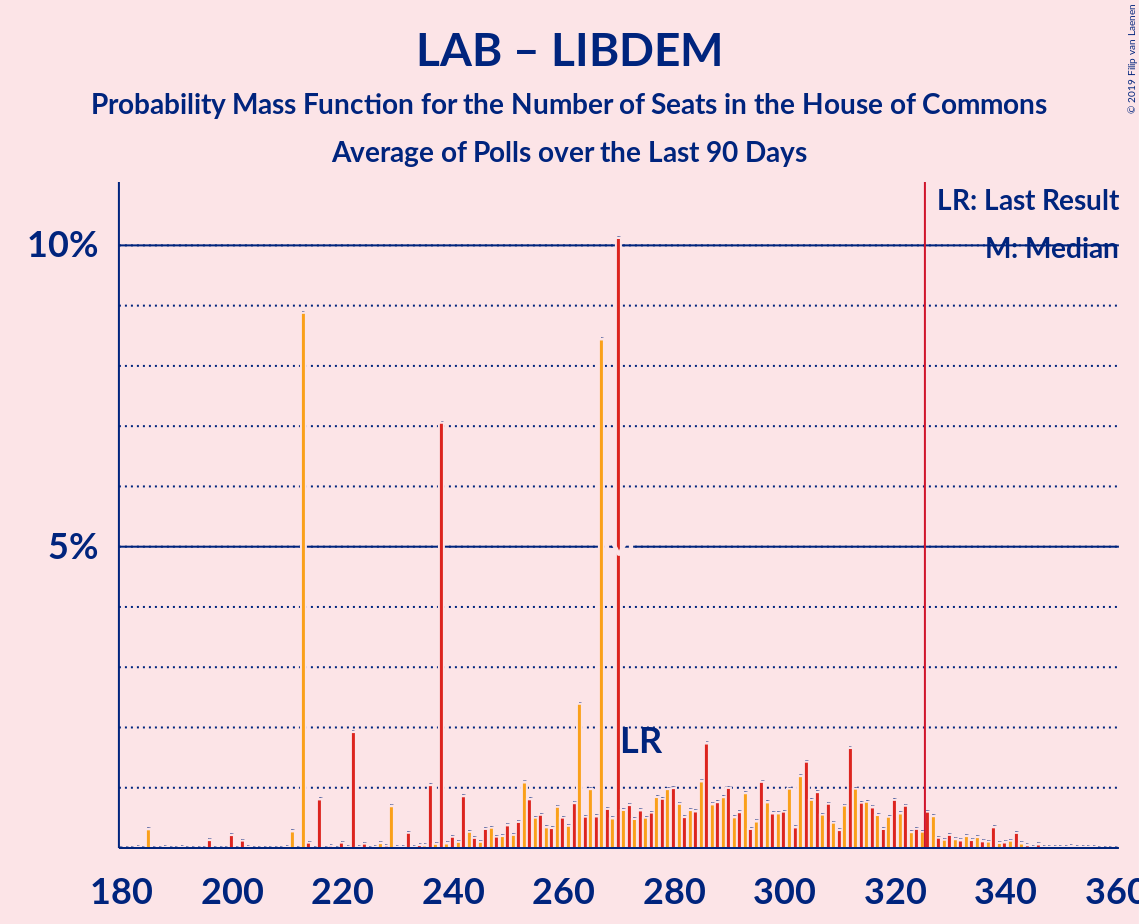 LAB – LIBDEM
Probability Mass Function for the Number of Seats in the House of Commons
Average of Polls over the Last 90 Days
© 2019 Filip van Laenen
LR: Last Result
M: Median
10%
5%
LR
180 200 220 240 260 280 300 320 340 360